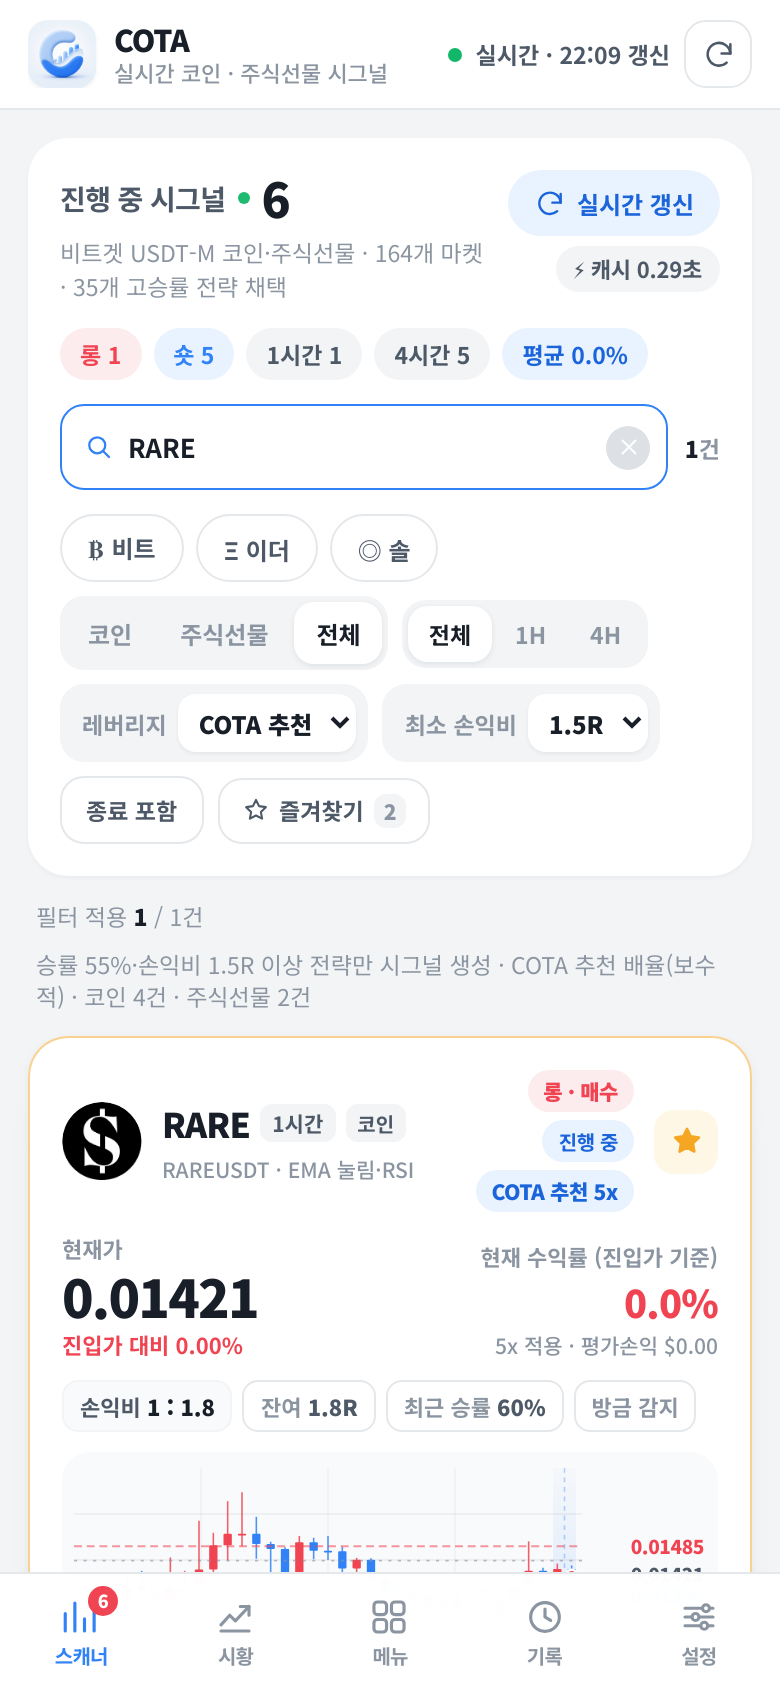 COTA
실시간 코인 · 주식선물 시그널
실시간 · 22:09 갱신
진행 중 시그널 6
실시간 갱신
비트겟 USDT-M 코인·주식선물 · 164개 마켓
· 35개 고승률 전략 채택
⚡ 캐시 0.29초
롱 1
숏 5
1시간 1
4시간 5
평균 0.0%
RARE
1건
비트
Ξ 이더
◎ 솔
코인
주식선물
전체
전체
1H
4H
레버리지
COTA 추천
최소 손익비
1.5R
종료 포함
즐겨찾기 2
필터 적용 1 / 1건
승률 55%·손익비 1.5R 이상 전략만 시그널 생성 · COTA 추천 배율(보수
적) · 코인 4건 · 주식선물 2건
RARE
1시간
코인
RAREUSDT · EMA 눌림·RSI
롱 · 매수
진행 중
COTA 추천 5x
현재가
0.01421
진입가 대비 0.00%
현재 수익률 (진입가 기준)
0.0%
5x 적용 · 평가손익 $0.00
손익비 1 : 1.8
잔여 1.8R
최근 승률 60%
방금 감지
0.01485
6
스캐너
시황
메뉴
기록
설정